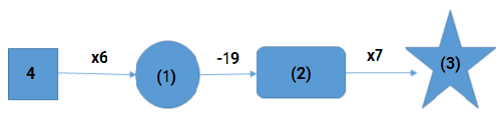 4 x6 (1) -19 (2) x7 (3)